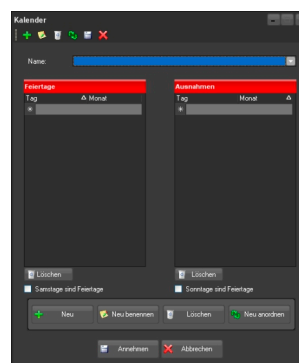 Kalender
Name:
Feiertage
Ausnahmen
Tag Monat
Tag Monat
Löschen
Löschen
Samstage sind Feiertage
Sonntage sind Feiertage
Neu
Neu benennen
Löschen
Neu anordnen
Annehmen
Abbrechen